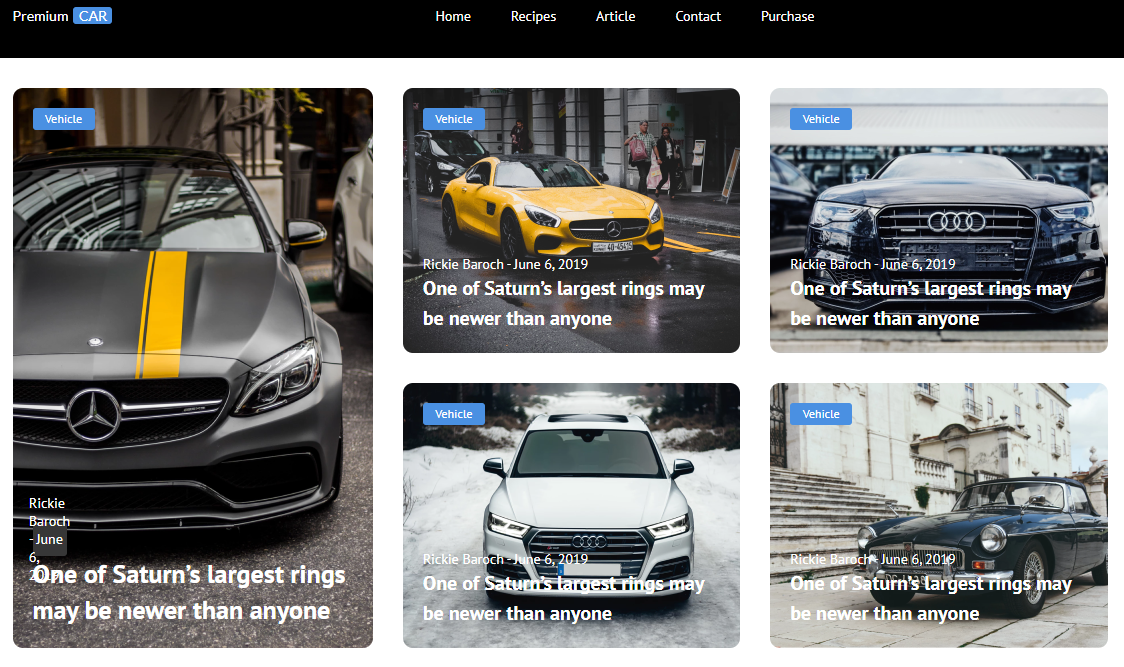 Premium CAR
Home
Recipes
Article
Contact
Purchase
Vehicle
Rickie
Baroch
- June
6,
One of Saturn’s largest rings
may be newer than anyone
Vehicle
Rickie Baroch - June 6, 2019
One of Saturn’s largest rings may
be newer than anyone
Vehicle
Rickie Baroch - June 6, 2019
One of Saturn’s largest rings may
be newer than anyone
Vehicle
Rickie Baroch - June 6, 2019
One of Saturn’s largest rings may
be newer than anyone
Vehicle
Rickie Baroch - June 6, 2019
One of Saturn’s largest rings may
be newer than anyone